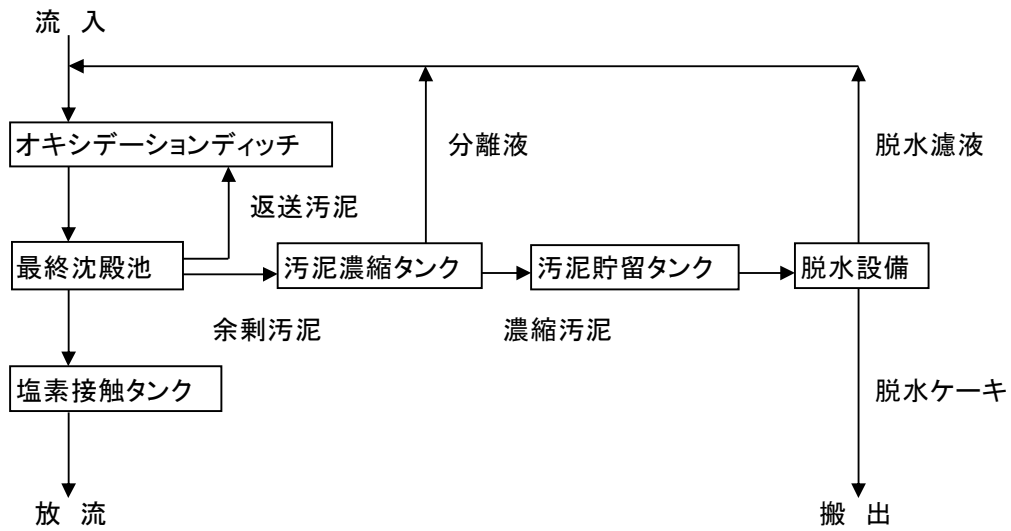 流　入
オキシデーションディッチ
分離液
脱水濾液
返送汚泥
最終沈殿池
汚泥濃縮タンク
汚泥貯留タンク
脱水設備
余剰汚泥
濃縮汚泥
塩素接触タンク
脱水ケーキ
放　流
搬　出